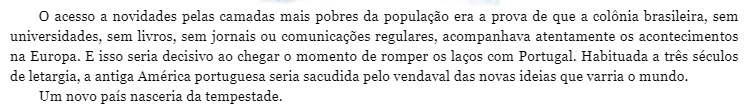 O acesso a novidades pelas camadas mais pobres da população era a prova de que a colônia brasileira, sem
universidades, sem livros, sem jornais ou comunicações regulares, acompanhava atentamente os acontecimentos
na Europa. E isso seria decisivo ao chegar o momento de romper os laços com Portugal. Habituada a três séculos
de letargia, a antiga América portuguesa seria sacudida pelo vendaval das novas ideias que varria o mundo.
Um novo país nasceria da tempestade.